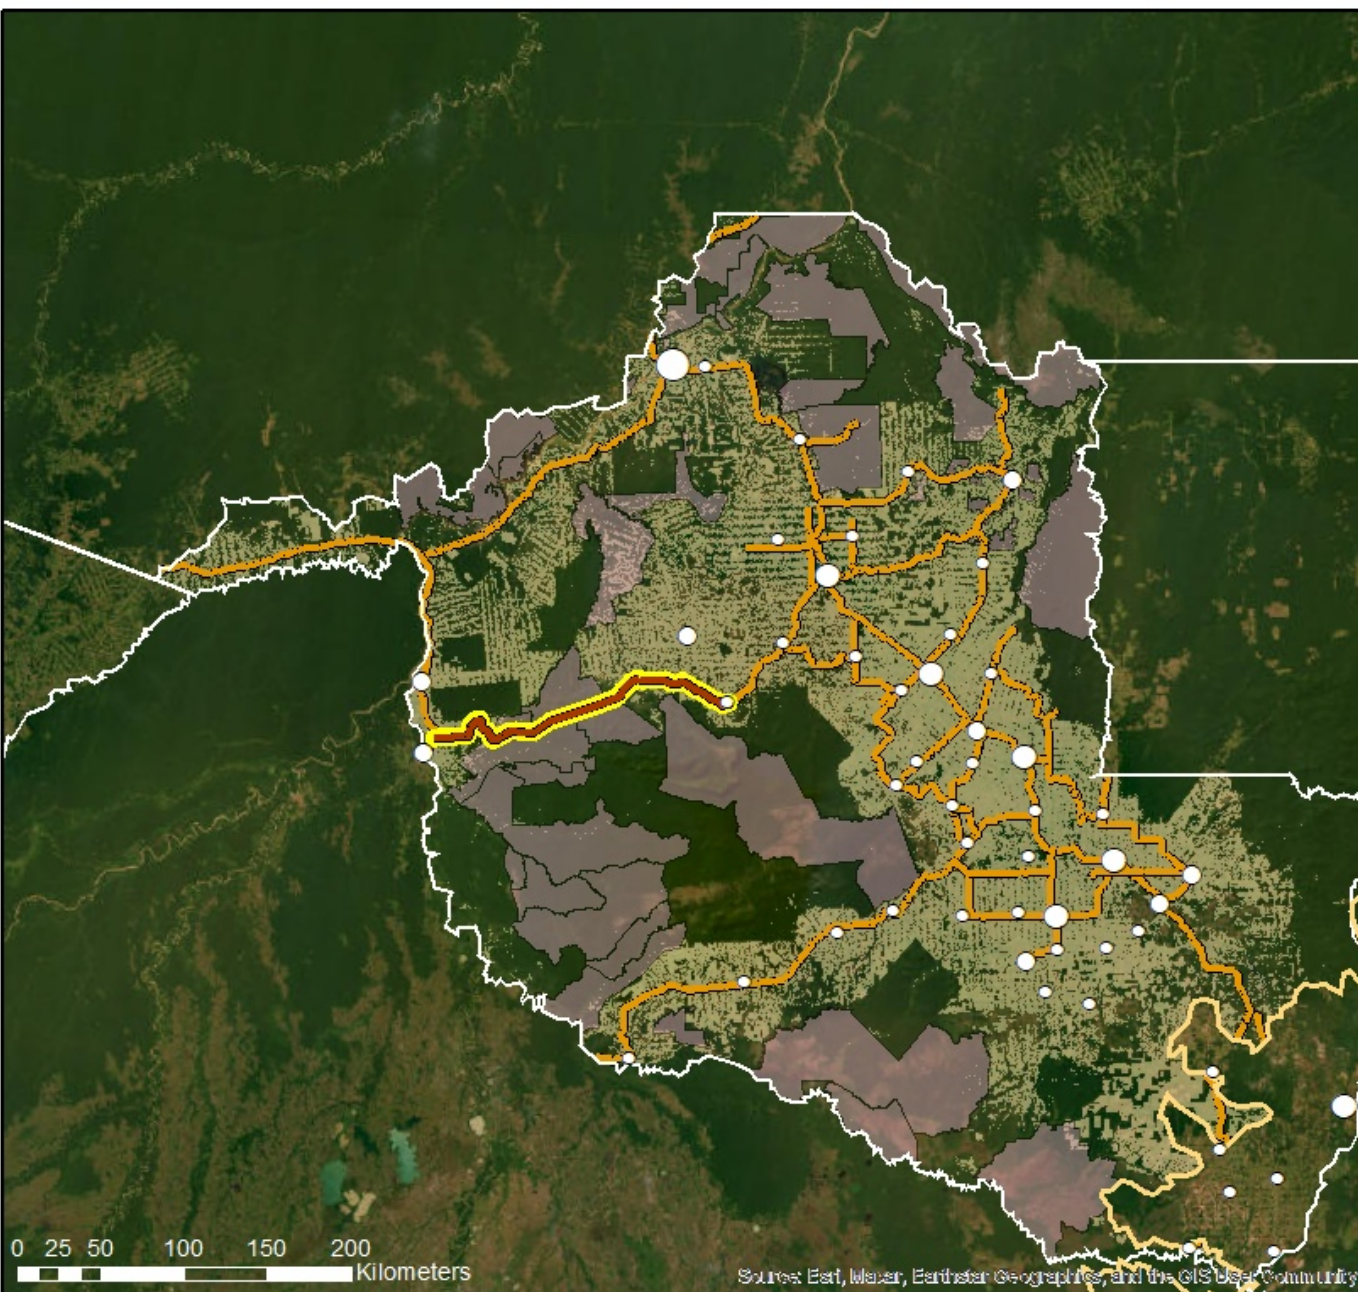 0 25 50 100 150 200
Kilometers
Source: Esri, Maxar, Earthstar Geographics, and the GIS User Community